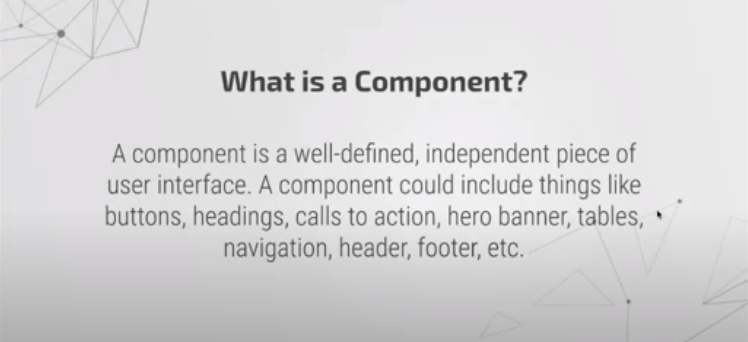 What is a Component?
A component is a well-defined, independent piece of
user interface. A component could include things like
buttons, headings, calls to action, hero banner, tables,
navigation, header, footer, etc.